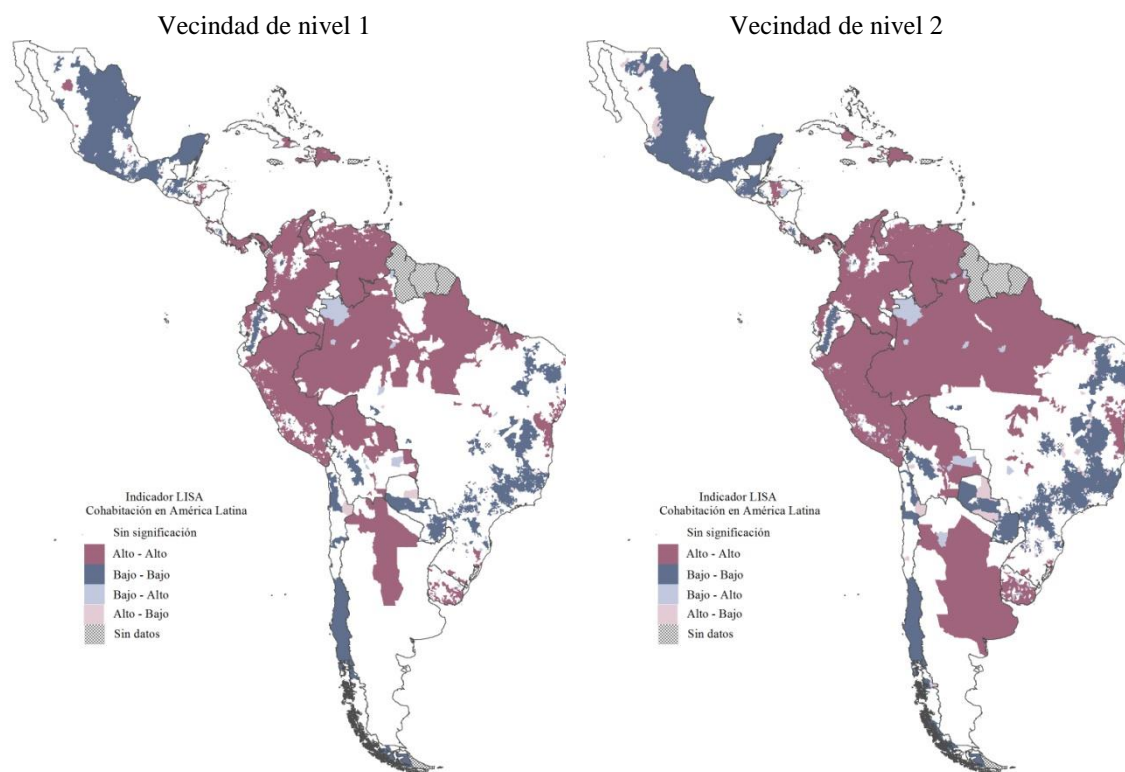 Vecindad de nivel 1
Vecindad de nivel 2
Indicador LISA
Cohabitación en América Latina
Sin significación
Alto - Alto
Bajo - Bajo
Bajo - Alto
Alto - Bajo
Sin datos
Indicador LISA
Cohabitación en América Latina
Sin significación
Alto - Alto
Bajo - Bajo
Bajo - Alto
Alto - Bajo
Sin datos